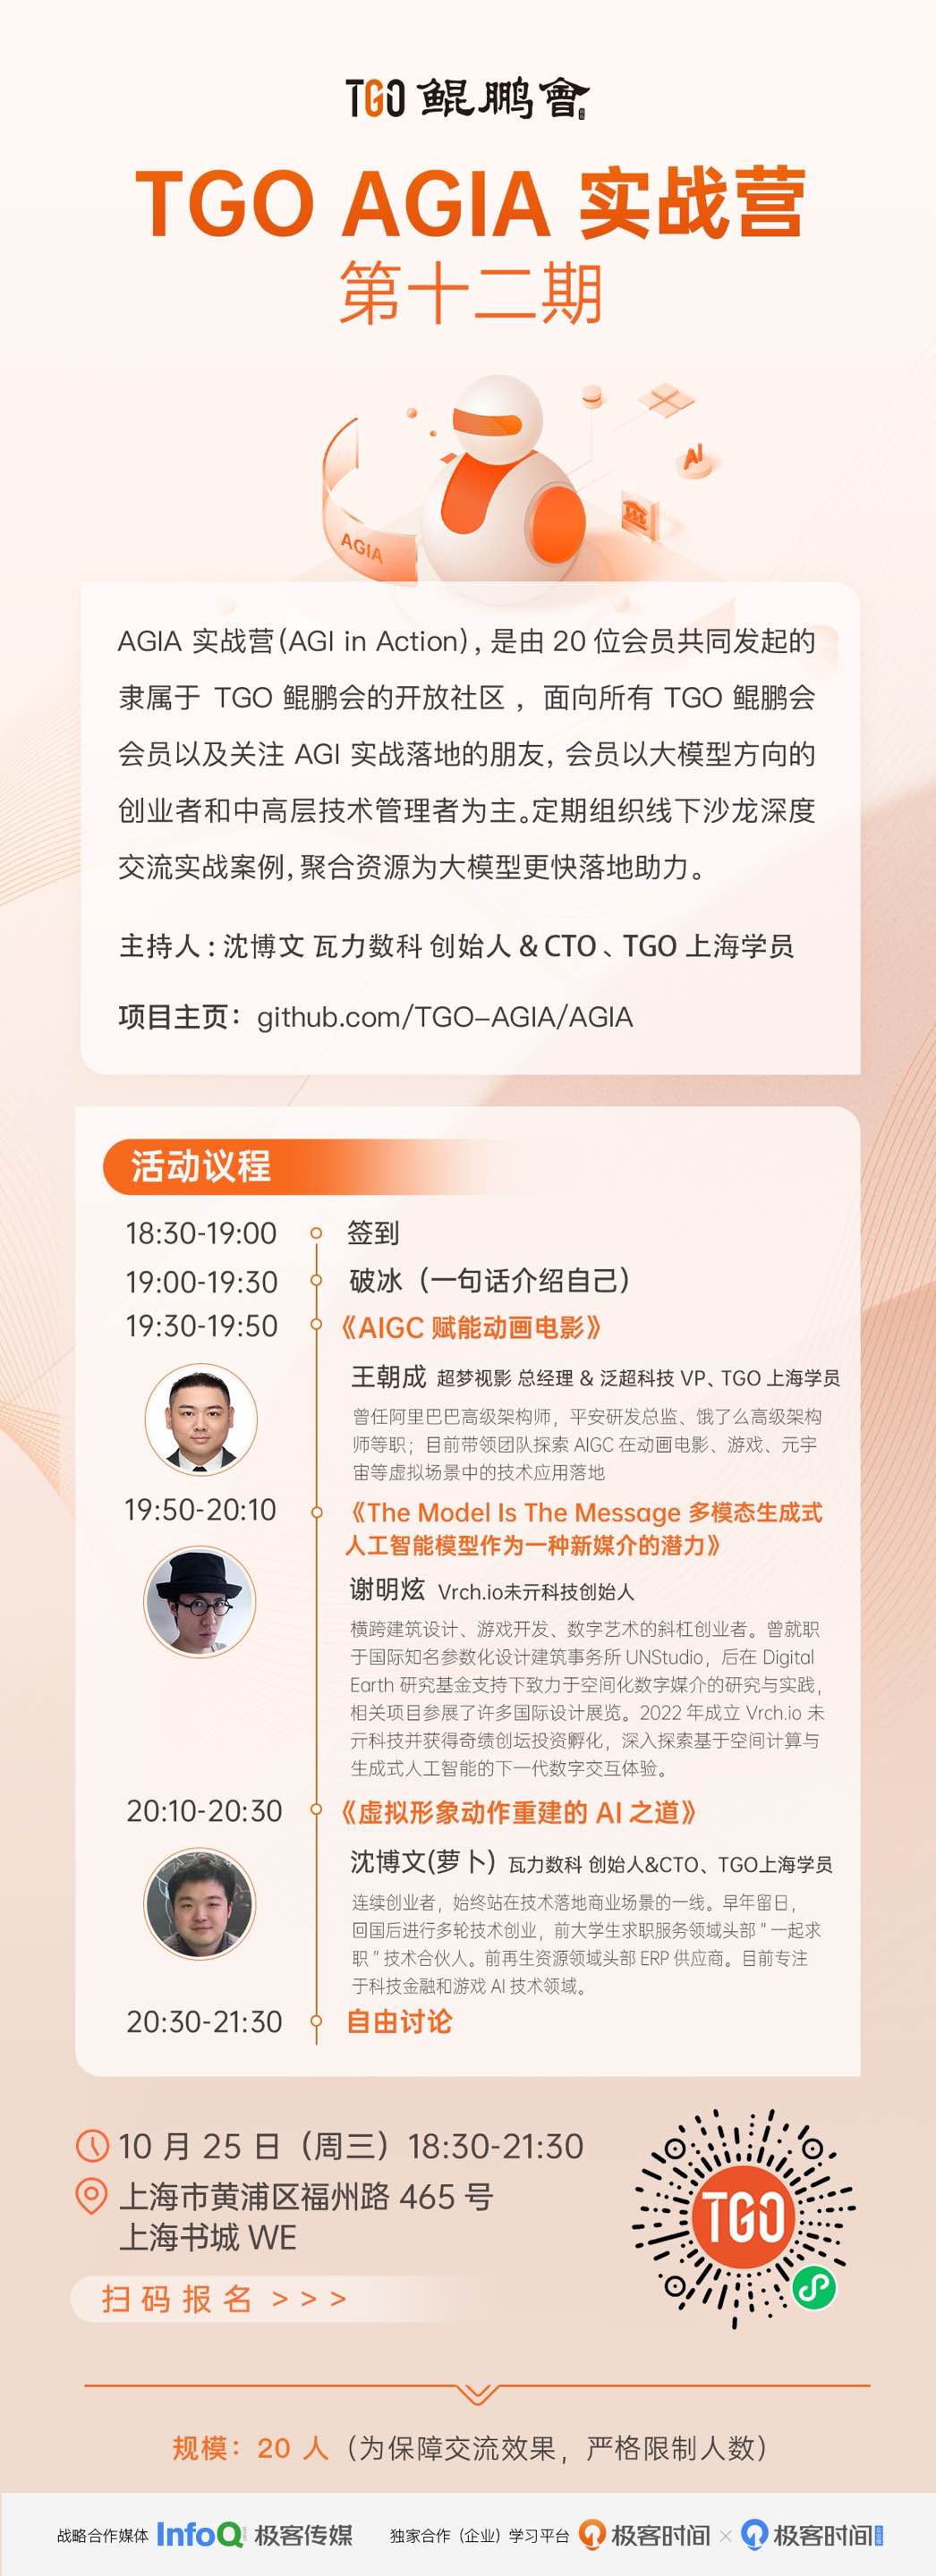 TGO 鲲鹏會
TGO AGIA 实战营
第十二期
AI
AGIA
AGIA 实战营(AGI in Action)，是由 20 位会员共同发起的
隶属于 TGO 鲲鹏会的开放社区，面向所有 TGO 鲲鹏会
会员以及关注 AGI 实战落地的朋友，会员以大模型方向的
创业者和中高层技术管理者为主。定期组织线下沙龙深度
交流实战案例，聚合资源为大模型更快落地助力。
主持人：沈博文 瓦力数科 创始人 & CTO 、TGO 上海学员
项目主页：github.com/TGO-AGIA/AGIA
活动议程
18:30-19:00 签到
19:00-19:30 破冰（一句话介绍自己）
19:30-19:50 《AIGC 赋能动画电影》
王朝成 超梦视影 总经理 & 泛超科技 VP、TGO 上海学员
曾任阿里巴巴高级架构师，平安研发总监、饿了么高级架构
师等职；目前带领团队探索 AIGC 在动画电影、游戏、元宇
宙等虚拟场景中的技术应用落地
19:50-20:10 《The Model Is The Message 多模态生成式
人工智能模型作为一种新媒介的潜力》
谢明炫 Vrch.io未亓科技创始人
横跨建筑设计、游戏开发、数字艺术的斜杠创业者。曾就职
于国际知名参数化设计建筑事务所 UNStudio，后在 Digital
Earth 研究基金支持下致力于空间化数字媒介的研究与实践，
相关项目参展了许多国际设计展览。2022 年成立 Vrch.io 未
亓科技并获得奇绩创坛投资孵化，深入探索基于空间计算与
生成式人工智能的下一代数字交互体验。
20:10-20:30 《虚拟形象动作重建的 AI 之道》
沈博文(萝卜) 瓦力数科 创始人&CTO、TGO上海学员
连续创业者，始终站在技术落地商业场景的一线。早年留日，
回国后进行多轮技术创业，前大学生求职服务领域头部＂一起求
职＂技术合伙人。前再生资源领域头部 ERP 供应商。目前专注
于科技金融和游戏 AI 技术领域。
20:30-21:30 自由讨论
10 月 25 日（周三）18:30-21:30
上海市黄浦区福州路 465 号
上海书城 WE
TGO
扫码报名 > > >
规模：20 人（为保障交流效果，严格限制人数）
战略合作媒体 InfoQ 极客传媒 独家合作（企业）学习平台 极客时间 × 极客时间